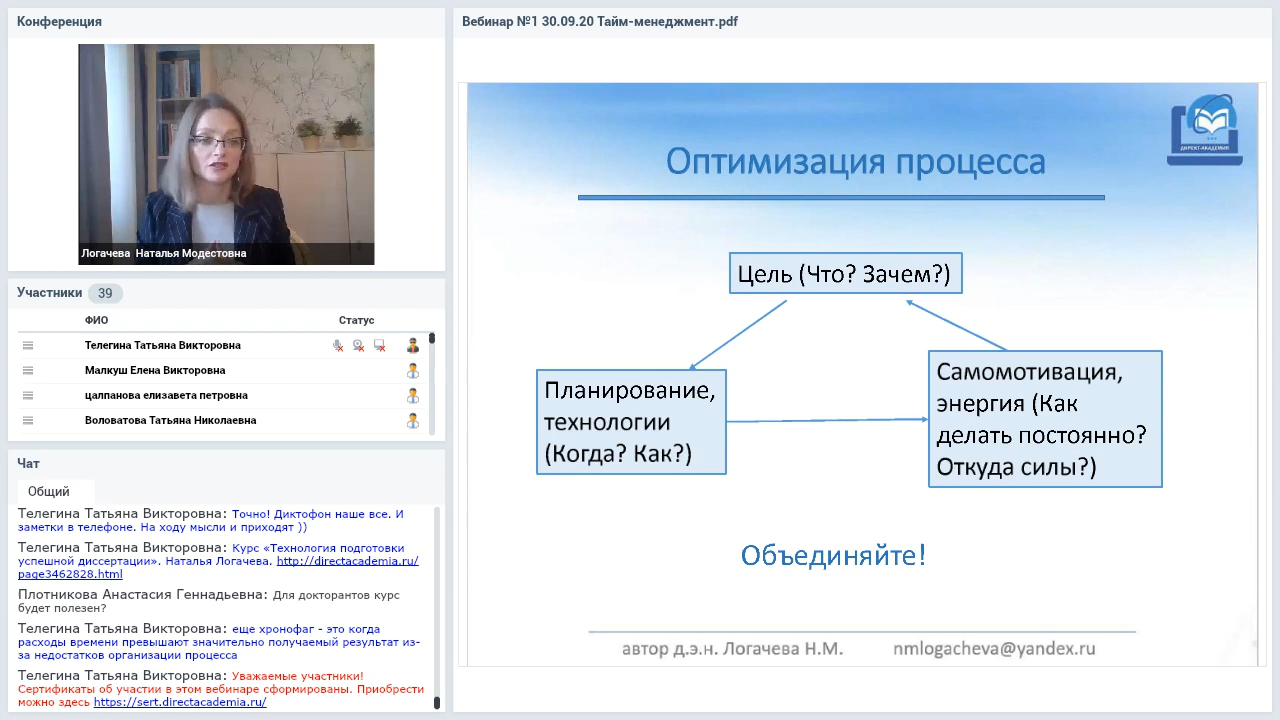 Конференция
Логачева Наталья Модестовна
Участники 39
ФИО Статус
Телегина Татьяна Викторовна
Малкуш Елена Викторовна
цалпанова елизавета петровна
Воловатова Татьяна Николаевна
Чат
Общий
Телегина Татьяна Викторовна: Точно! Диктофон наше все. И
заметки в телефоне. На ходу мысли и приходят ))
Телегина Татьяна Викторовна: Курс «Технология подготовки
успешной диссертации». Наталья Логачева. http://directacademia.ru/
page3462828.html
Плотникова Анастасия Геннадьевна: Для докторантов курс
будет полезен?
Телегина Татьяна Викторовна: еще хронофаг - это когда
расходы времени превышают значительно получаемый результат из-
за недостатков организации процесса
Телегина Татьяна Викторовна: Уважаемые участники!
Сертификаты об участии в этом вебинаре сформированы. Приобрести
можно здесь https://sert.directacademia.ru/
Вебинар №1 30.09.20 Тайм-менеджмент.pdf
ДИРЕКТ-АКАДЕМИЯ
Оптимизация процесса
Цель (Что? Зачем?)
Планирование,
технологии
(Когда? Как?)
Самомотивация,
энергия (Как
делать постоянно?
Откуда силы?)
Объединяйте!
автор д.э.н. Логачева Н.М. nmlogacheva@yandex.ru